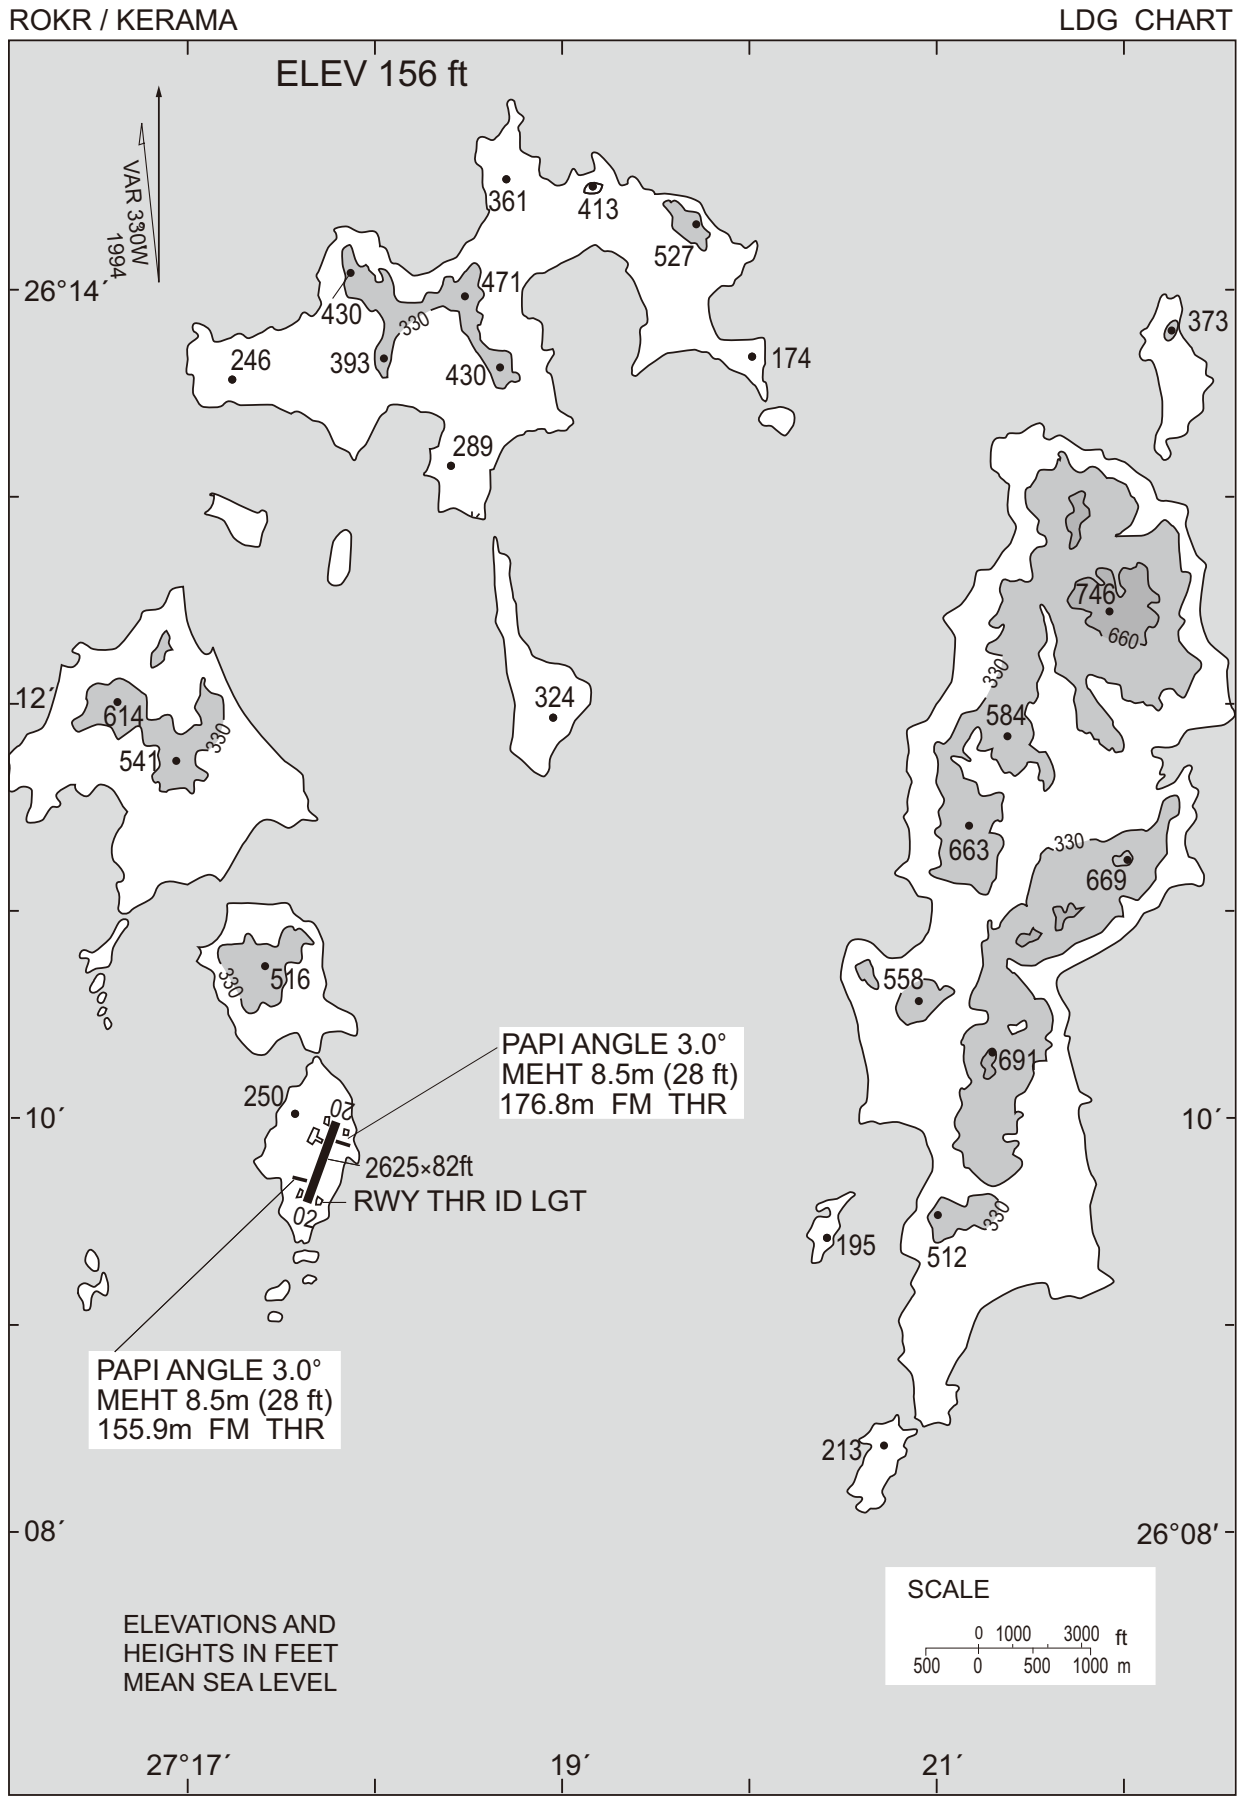 ROKR / KERAMA
LDG CHART
ELEV 156 ft
VAR 330W
1994
361
413
527
26°14´
430
471
330
393
430
246
174
373
289
746
660
330
584
12´
614
541
330
324
663
330
669
516
330
558
691
PAPI ANGLE 3.0°
MEHT 8.5m (28 ft)
176.8m FM THR
250
10´
10´
20
2625×82ft
RWY THR ID LGT
02
195
512
330
PAPI ANGLE 3.0°
MEHT 8.5m (28 ft)
155.9m FM THR
213
08´
26°08′
SCALE
0 1000 3000 ft
500 0 500 1000 m
ELEVATIONS AND
HEIGHTS IN FEET
MEAN SEA LEVEL
27°17´
19´
21´